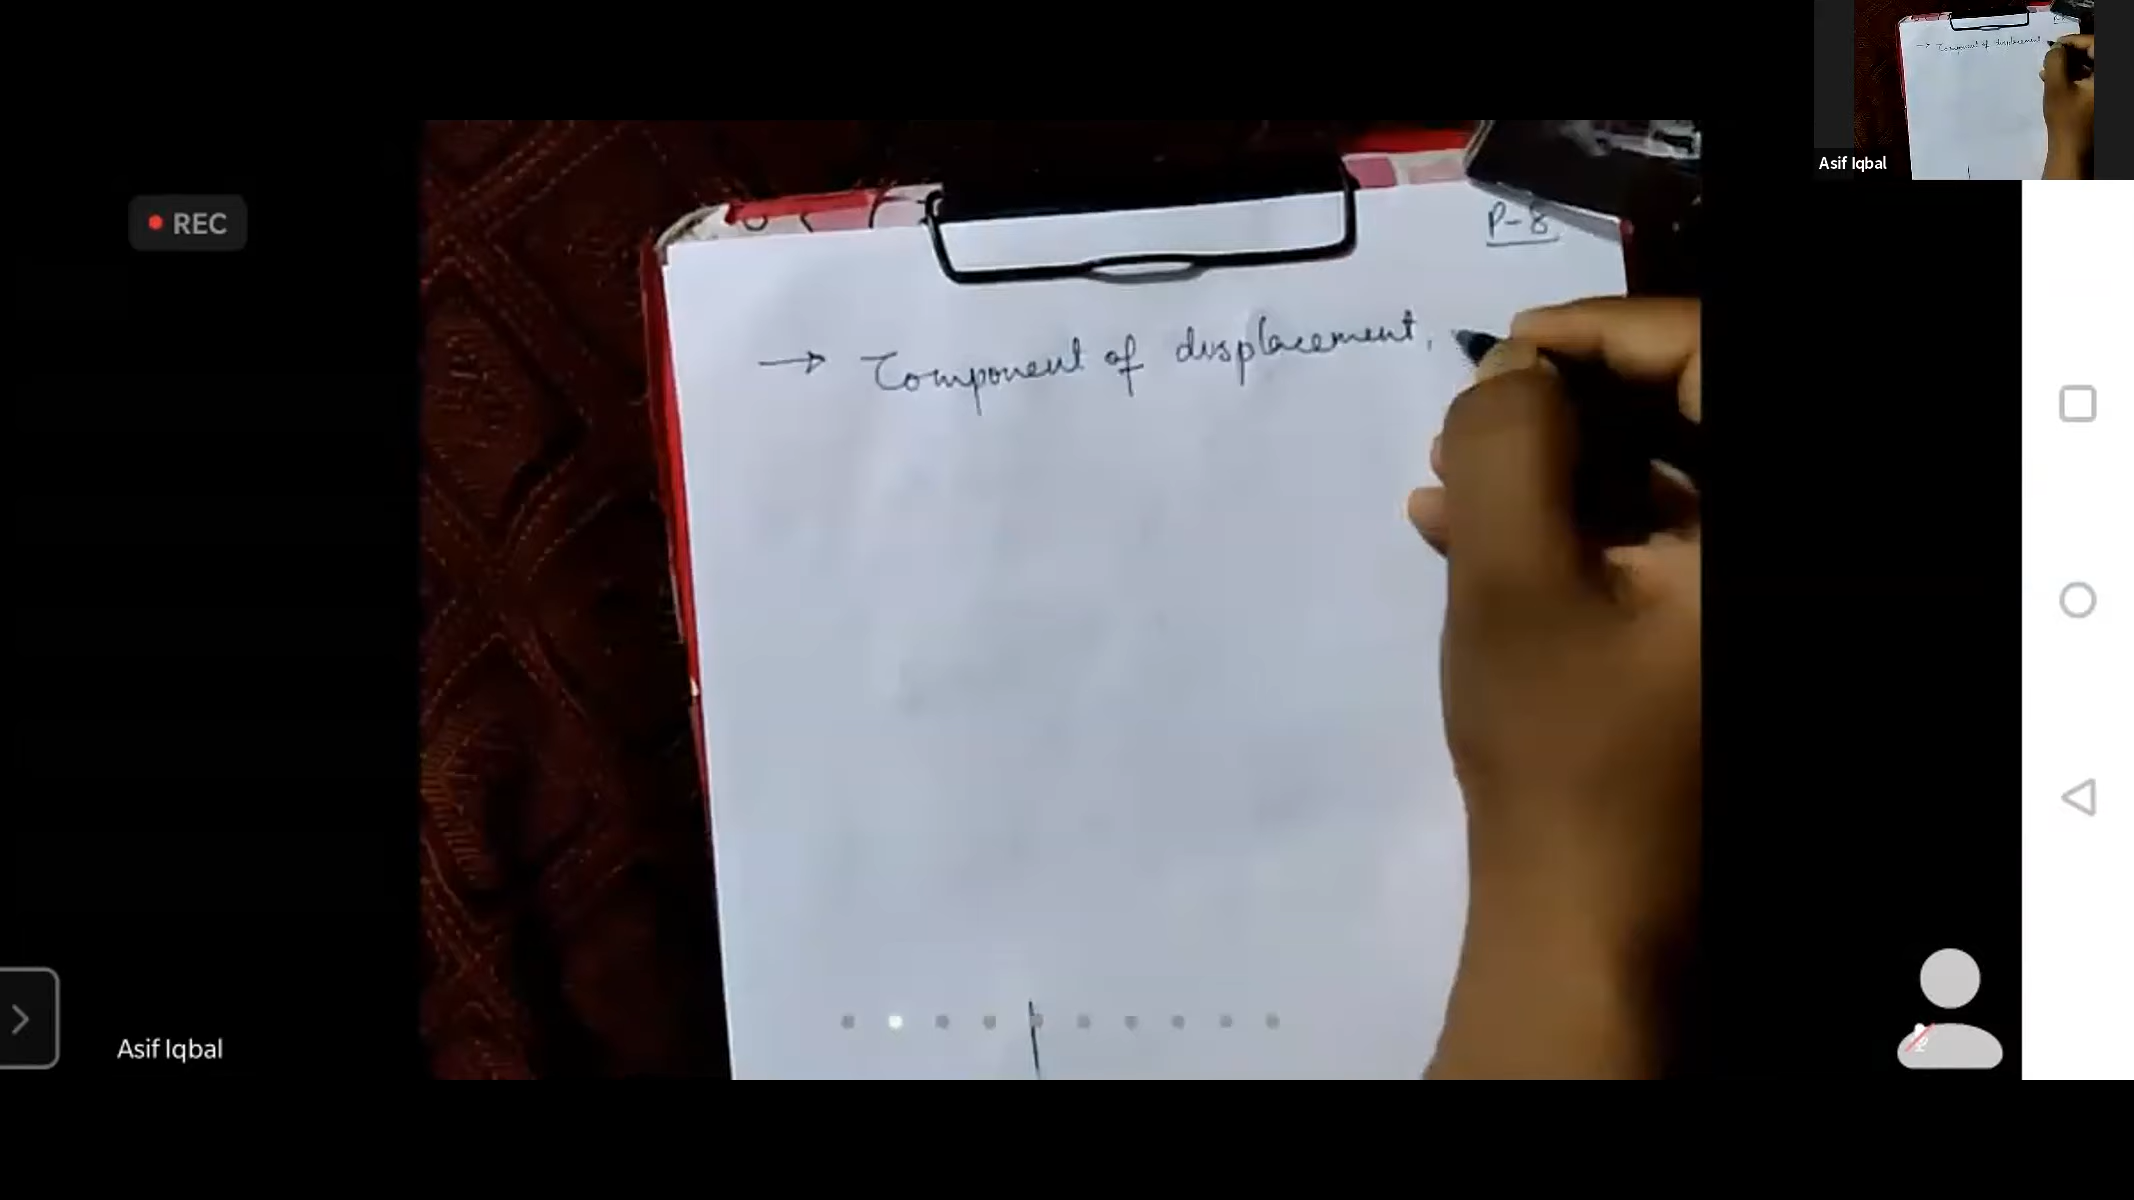 Asif Iqbal
REC
P-8
→ Component of displacement,
Asif Iqbal